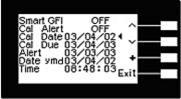 Smart GFI OFF
Cal Alert OFF
Cal Date 03/04/02
Cal Due 03/04/03
Alert 03/03/03
Date ymd 03/04/02
Time 08:48:03 Exit